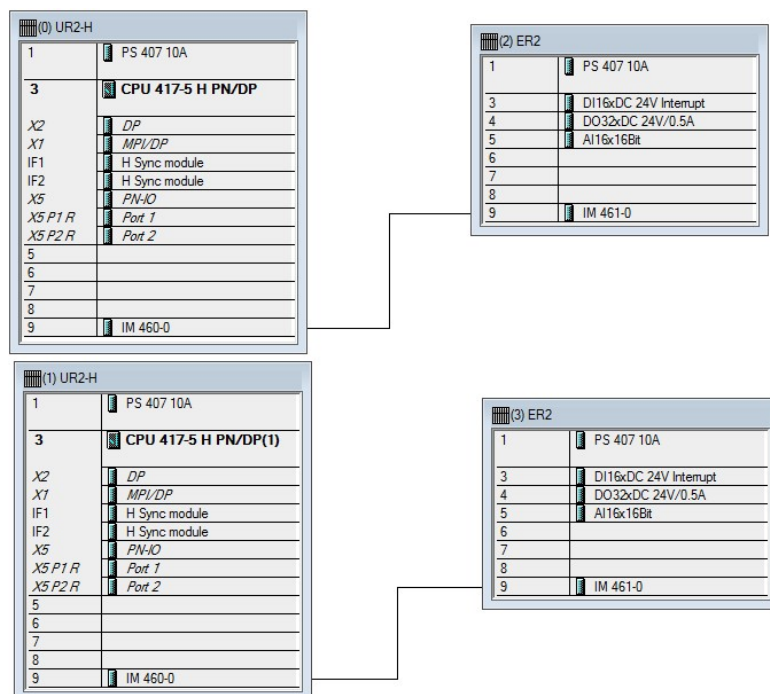 (0) UR2-H
1 PS 407 10A
3 CPU 417-5 H PN/DP
X2 DP
X1 MPI/DP
IF1 H Sync module
IF2 H Sync module
X5 PN-IO
X5 P1 R Port 1
X5 P2 R Port 2
5
6
7
8
9 IM 460-0
(2) ER2
1 PS 407 10A
3 DI16xDC 24V Interrupt
4 DO32xDC 24V/0.5A
5 AI16x16Bit
6
7
8
9 IM 461-0
(1) UR2-H
1 PS 407 10A
3 CPU 417-5 H PN/DP(1)
X2 DP
X1 MPI/DP
IF1 H Sync module
IF2 H Sync module
X5 PN-IO
X5 P1 R Port 1
X5 P2 R Port 2
5
6
7
8
9 IM 460-0
(3) ER2
1 PS 407 10A
3 DI16xDC 24V Interrupt
4 DO32xDC 24V/0.5A
5 AI16x16Bit
6
7
8
9 IM 461-0